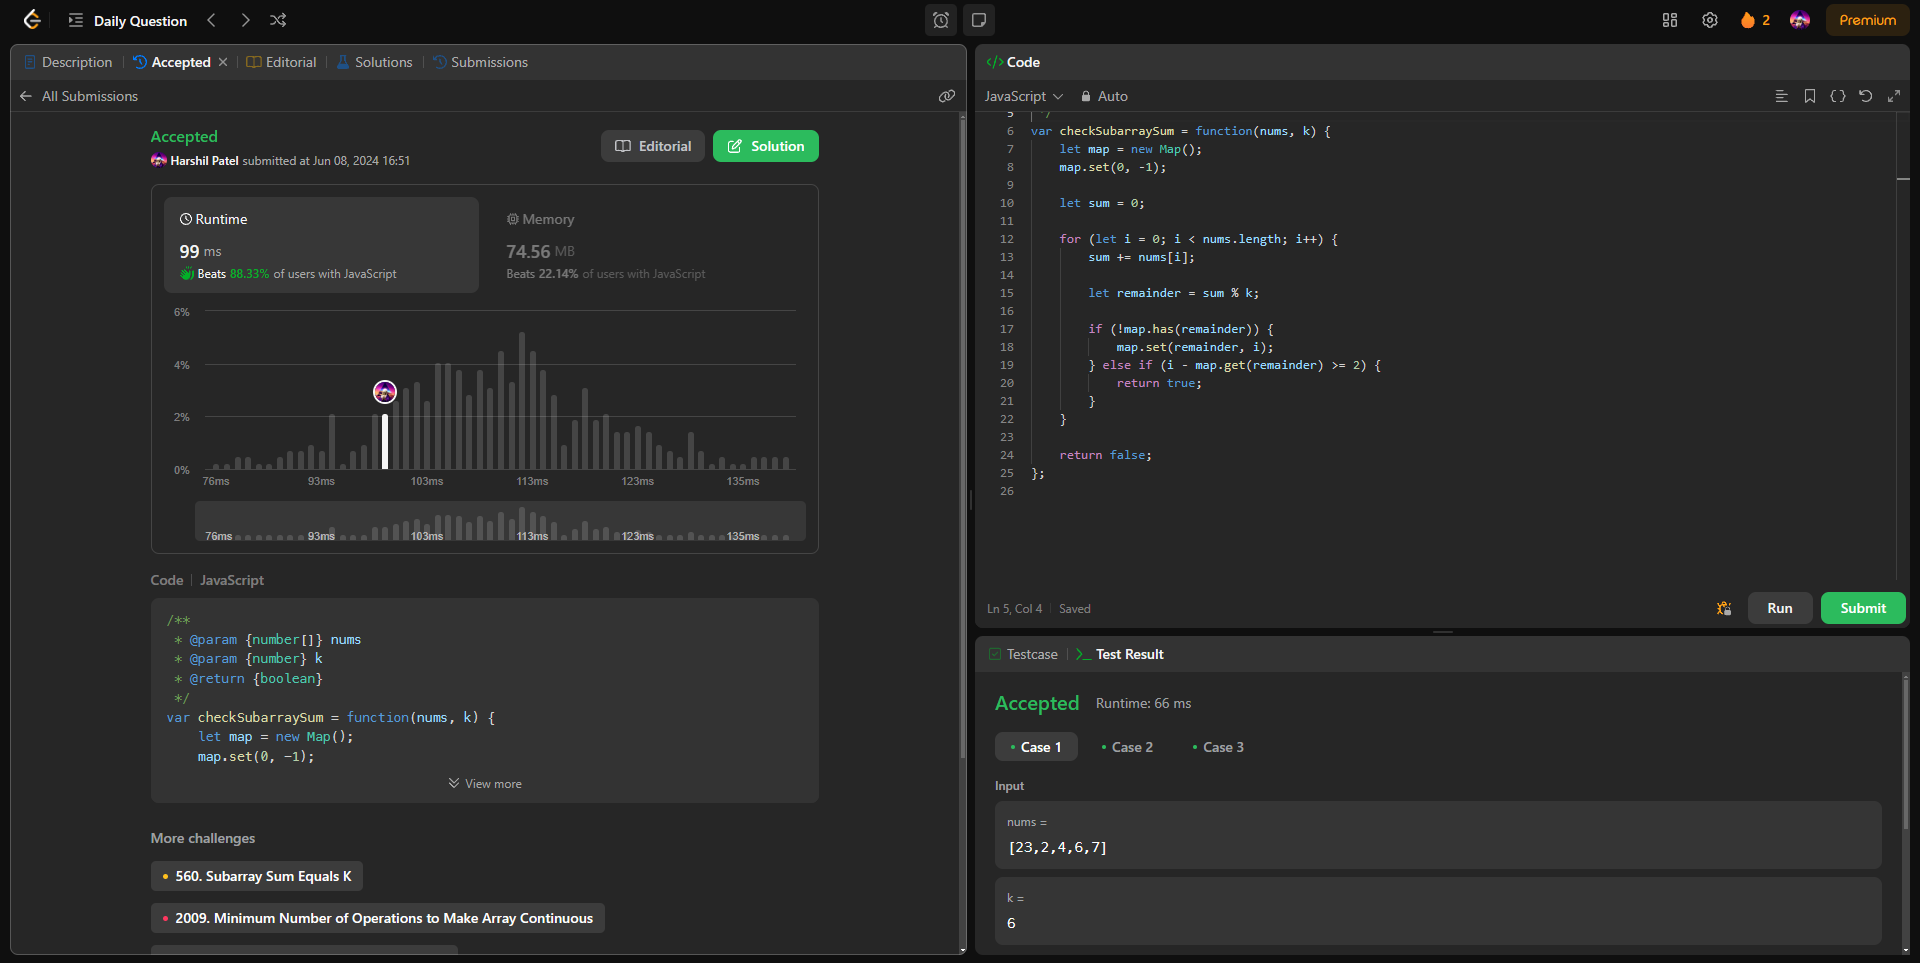 Daily Question
2
Premium
Description
Accepted
Editorial
Solutions
Submissions
All Submissions
Accepted
Harshil Patel submitted at Jun 08, 2024 16:51
Editorial
Solution
Runtime
99 ms
Beats 88.33% of users with JavaScript
Memory
74.56 MB
Beats 22.14% of users with JavaScript
6%
4%
2%
0%
76ms 93ms 103ms 113ms 123ms 135ms
76ms 93ms 103ms 113ms 123ms 135ms
Code | JavaScript
/**
 * @param {number[]} nums
 * @param {number} k
 * @return {boolean}
 */
var checkSubarraySum = function(nums, k) {
    let map = new Map();
    map.set(0, -1);
View more
More challenges
560. Subarray Sum Equals K
2009. Minimum Number of Operations to Make Array Continuous
</> Code
JavaScript
Auto
5 */
6 var checkSubarraySum = function(nums, k) {
7     let map = new Map();
8     map.set(0, -1);
9
10     let sum = 0;
11
12     for (let i = 0; i < nums.length; i++) {
13         sum += nums[i];
14
15         let remainder = sum % k;
16
17         if (!map.has(remainder)) {
18             map.set(remainder, i);
19         } else if (i - map.get(remainder) >= 2) {
20             return true;
21         }
22     }
23
24     return false;
25 };
26
Ln 5, Col 4 | Saved
Run
Submit
Testcase
>_ Test Result
Accepted
Runtime: 66 ms
Case 1
Case 2
Case 3
Input
nums =
[23,2,4,6,7]
k =
6